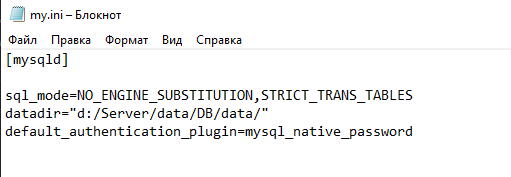 my.ini – Блокнот
Файл Правка Формат Вид Справка
[mysqld]
sql_mode=NO_ENGINE_SUBSTITUTION,STRICT_TRANS_TABLES
datadir="d:/Server/data/DB/data/"
default_authentication_plugin=mysql_native_password